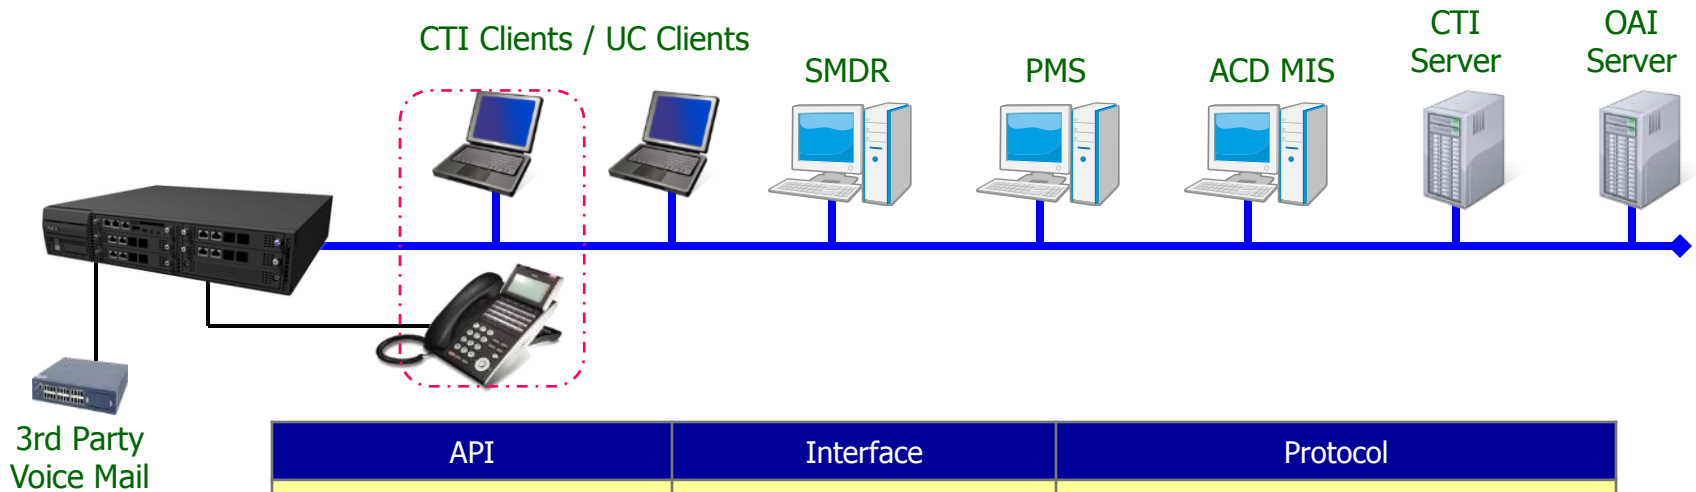 CTI Clients / UC Clients
SMDR
PMS
ACD MIS
CTI
Server
OAI
Server
3rd Party
Voice Mail
API
Interface
Protocol